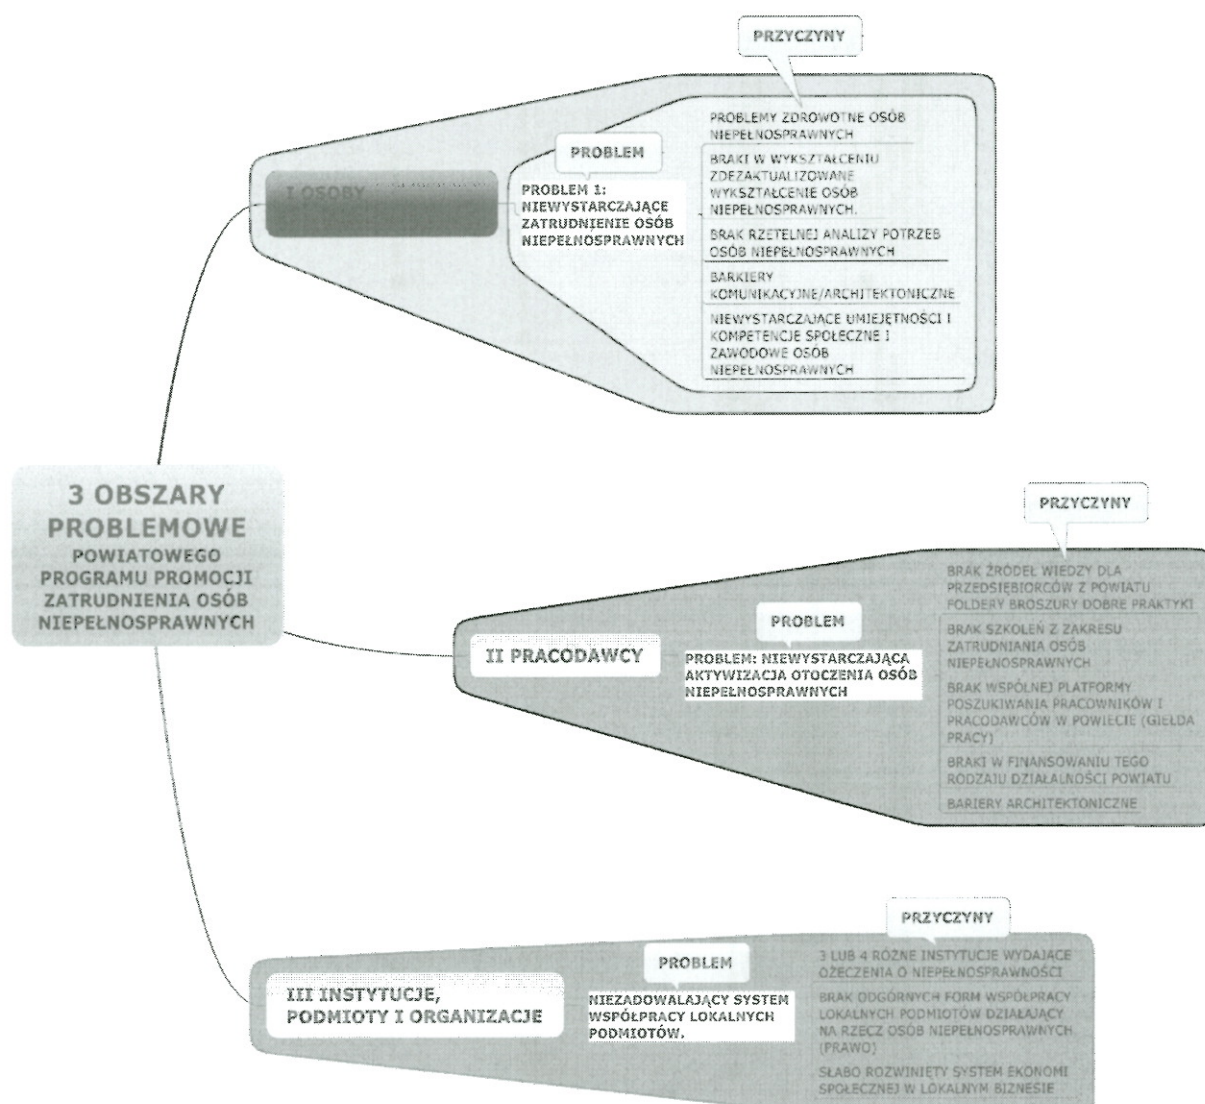 PRZYCZYNY
PROBLEMY ZDROWOTNE OSÓB
NIEPEŁNOSPRAWNYCH
PROBLEM
BRAKI W WYKSZTAŁCENIU
ZDEZAKTUALIZOWANE
WYKSZTAŁCENIE OSÓB
NIEPEŁNOSPRAWNYCH.
I OSOBY
PROBLEM 1:
NIEWYSTARCZAJĄCE
ZATRUDNIENIE OSÓB
NIEPEŁNOSPRAWNYCH
BRAK RZETELNEJ ANALIZY POTRZEB
OSÓB NIEPEŁNOSPRAWNYCH
BARKIERY
KOMUNIKACYJNE/ARCHITEKTONICZNE
NIEWYSTARCZAJĄCE UMIEJĘTNOŚCI I
KOMPETENCJE SPOŁECZNE I
ZAWODOWE OSÓB
NIEPEŁNOSPRAWNYCH
3 OBSZARY
PROBLEMOWE
POWIATOWEGO
PROGRAMU PROMOCJI
ZATRUDNIENIA OSÓB
NIEPEŁNOSPRAWNYCH
PRZYCZYNY
BRAK ŹRÓDEŁ WIEDZY DLA
PRZEDSIĘBIORCÓW Z POWIATU
FOLDERY BROSZURY DOBRE PRAKTYKI
PROBLEM
II PRACODAWCY
PROBLEM: NIEWYSTARCZAJĄCA
AKTYWIZACJA OTOCZENIA OSÓB
NIEPEŁNOSPRAWNYCH
BRAK SZKOLEŃ Z ZAKRESU
ZATRUDNIANIA OSÓB
NIEPEŁNOSPRAWNYCH
BRAK WSPÓLNEJ PLATFORMY
POSZUKIWANIA PRACOWNIKÓW I
PRACODAWCÓW W POWIECIE (GIEŁDA
PRACY)
BRAKI W FINANSOWANIU TEGO
RODZAJU DZIAŁALNOŚCI POWIATU
BARIERY ARCHITEKTONICZNE
PRZYCZYNY
PROBLEM
III INSTYTUCJE,
PODMIOTY I ORGANIZACJE
NIEZADOWALAJĄCY SYSTEM
WSPÓŁPRACY LOKALNYCH
PODMIOTÓW.
3 LUB 4 RÓŻNE INSTYTUCJE WYDAJĄCE
OŻECZENIA O NIEPEŁNOSPRAWNOŚCI
BRAK ODGÓRNYCH FORM WSPÓŁPRACY
LOKALNYCH PODMIOTÓW DZIAŁAJĄCY
NA RZECZ OSÓB NIEPEŁNOSPRAWNYCH
(PRAWO)
SŁABO ROZWINIĘTY SYSTEM EKONOMI
SPOŁECZNEJ W LOKALNYM BIZNESIE